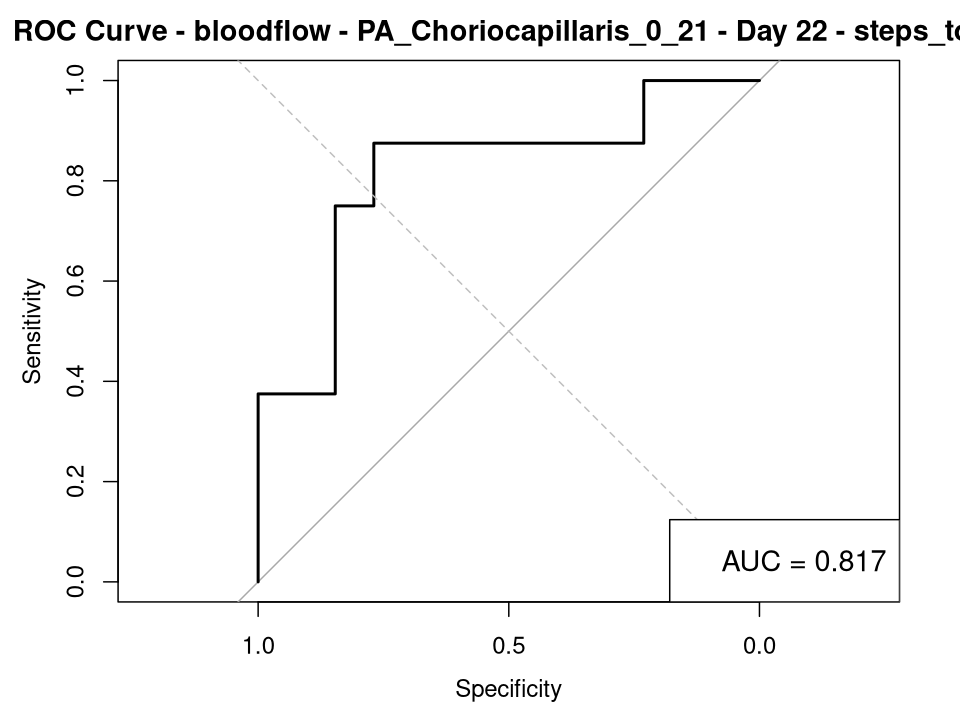 ROC Curve - bloodflow - PA_Choriocapillaris_0_21 - Day 22 - steps_to
1.0
0.8
0.6
0.4
0.2
0.0
Sensitivity
AUC = 0.817
1.0 0.5 0.0
Specificity